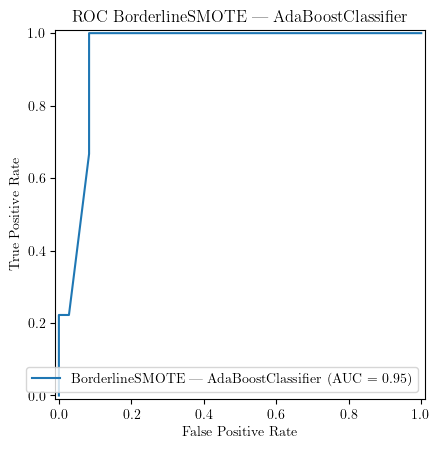 ROC BorderlineSMOTE — AdaBoostClassifier
1.0
0.8
0.6
0.4
0.2
0.0
True Positive Rate
BorderlineSMOTE — AdaBoostClassifier (AUC = 0.95)
0.0 0.2 0.4 0.6 0.8 1.0
False Positive Rate